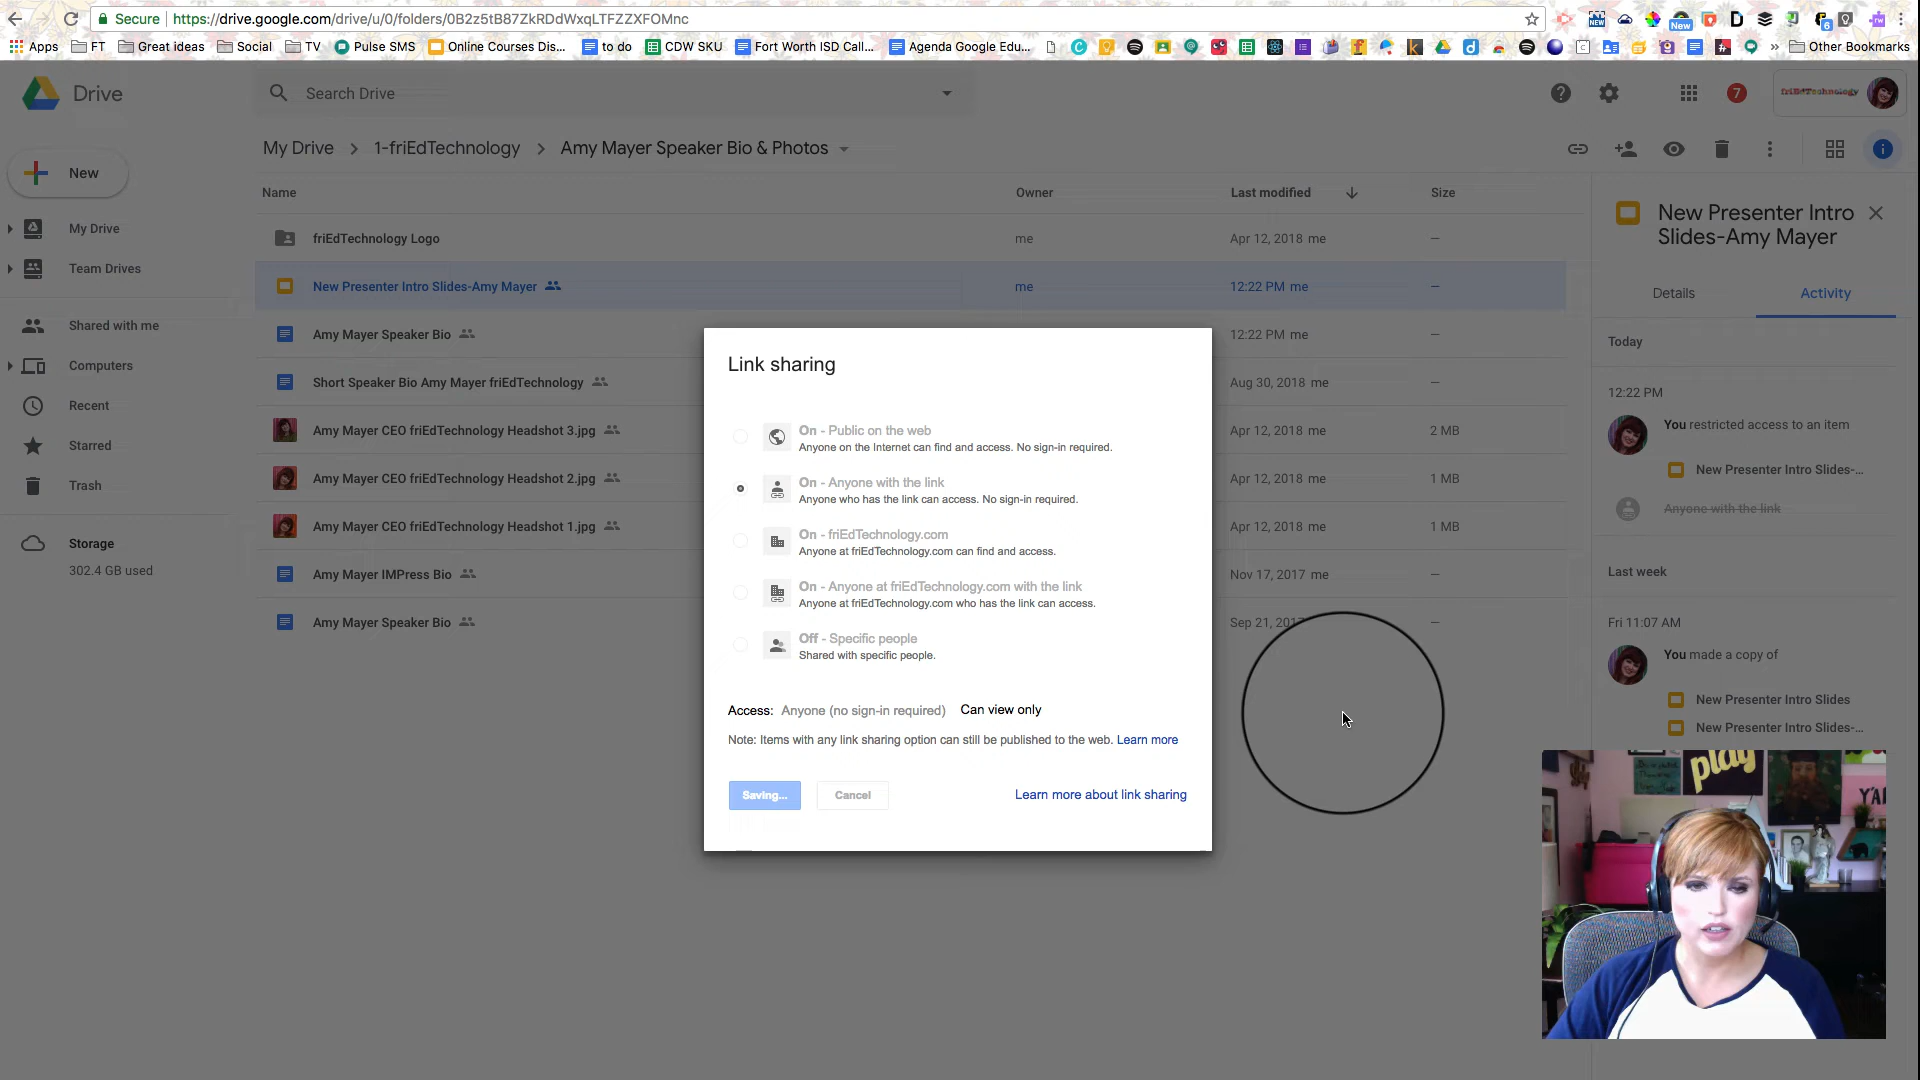 Secure https://drive.google.com/drive/u/0/folders/0B2z5tB87ZkRDdWxqLTFZZXFOMnc
NEW
New
6
rw
Apps FT Great ideas Social TV Pulse SMS Online Courses Dis... to do CDW SKU Fort Worth ISD Call... Agenda Google Edu... » Other Bookmarks
Drive
Search Drive
7
friEdTechnology
My Drive > 1-friEdTechnology > Amy Mayer Speaker Bio & Photos
New
My Drive
Team Drives
Shared with me
Computers
Recent
Starred
Trash
Storage
302.4 GB used
Name Owner Last modified Size
friEdTechnology Logo me Apr 12, 2018 me —
New Presenter Intro Slides-Amy Mayer me 12:22 PM me —
Amy Mayer Speaker Bio 12:22 PM me —
Short Speaker Bio Amy Mayer friEdTechnology Aug 30, 2018 me —
Amy Mayer CEO friEdTechnology Headshot 3.jpg Apr 12, 2018 me 2 MB
Amy Mayer CEO friEdTechnology Headshot 2.jpg Apr 12, 2018 me 1 MB
Amy Mayer CEO friEdTechnology Headshot 1.jpg Apr 12, 2018 me 1 MB
Amy Mayer IMPress Bio Nov 17, 2017 me —
Amy Mayer Speaker Bio Sep 21, 2017 me —
Link sharing
On - Public on the web
Anyone on the Internet can find and access. No sign-in required.
On - Anyone with the link
Anyone who has the link can access. No sign-in required.
On - friEdTechnology.com
Anyone at friEdTechnology.com can find and access.
On - Anyone at friEdTechnology.com with the link
Anyone at friEdTechnology.com who has the link can access.
Off - Specific people
Shared with specific people.
Access: Anyone (no sign-in required) Can view only
Note: Items with any link sharing option can still be published to the web. Learn more
Saving... Cancel Learn more about link sharing
New Presenter Intro
Slides-Amy Mayer
Details Activity
Today
12:22 PM
You restricted access to an item
New Presenter Intro Slides-...
Anyone with the link
Last week
Fri 11:07 AM
You made a copy of
New Presenter Intro Slides
New Presenter Intro Slides-...
play
Y'A